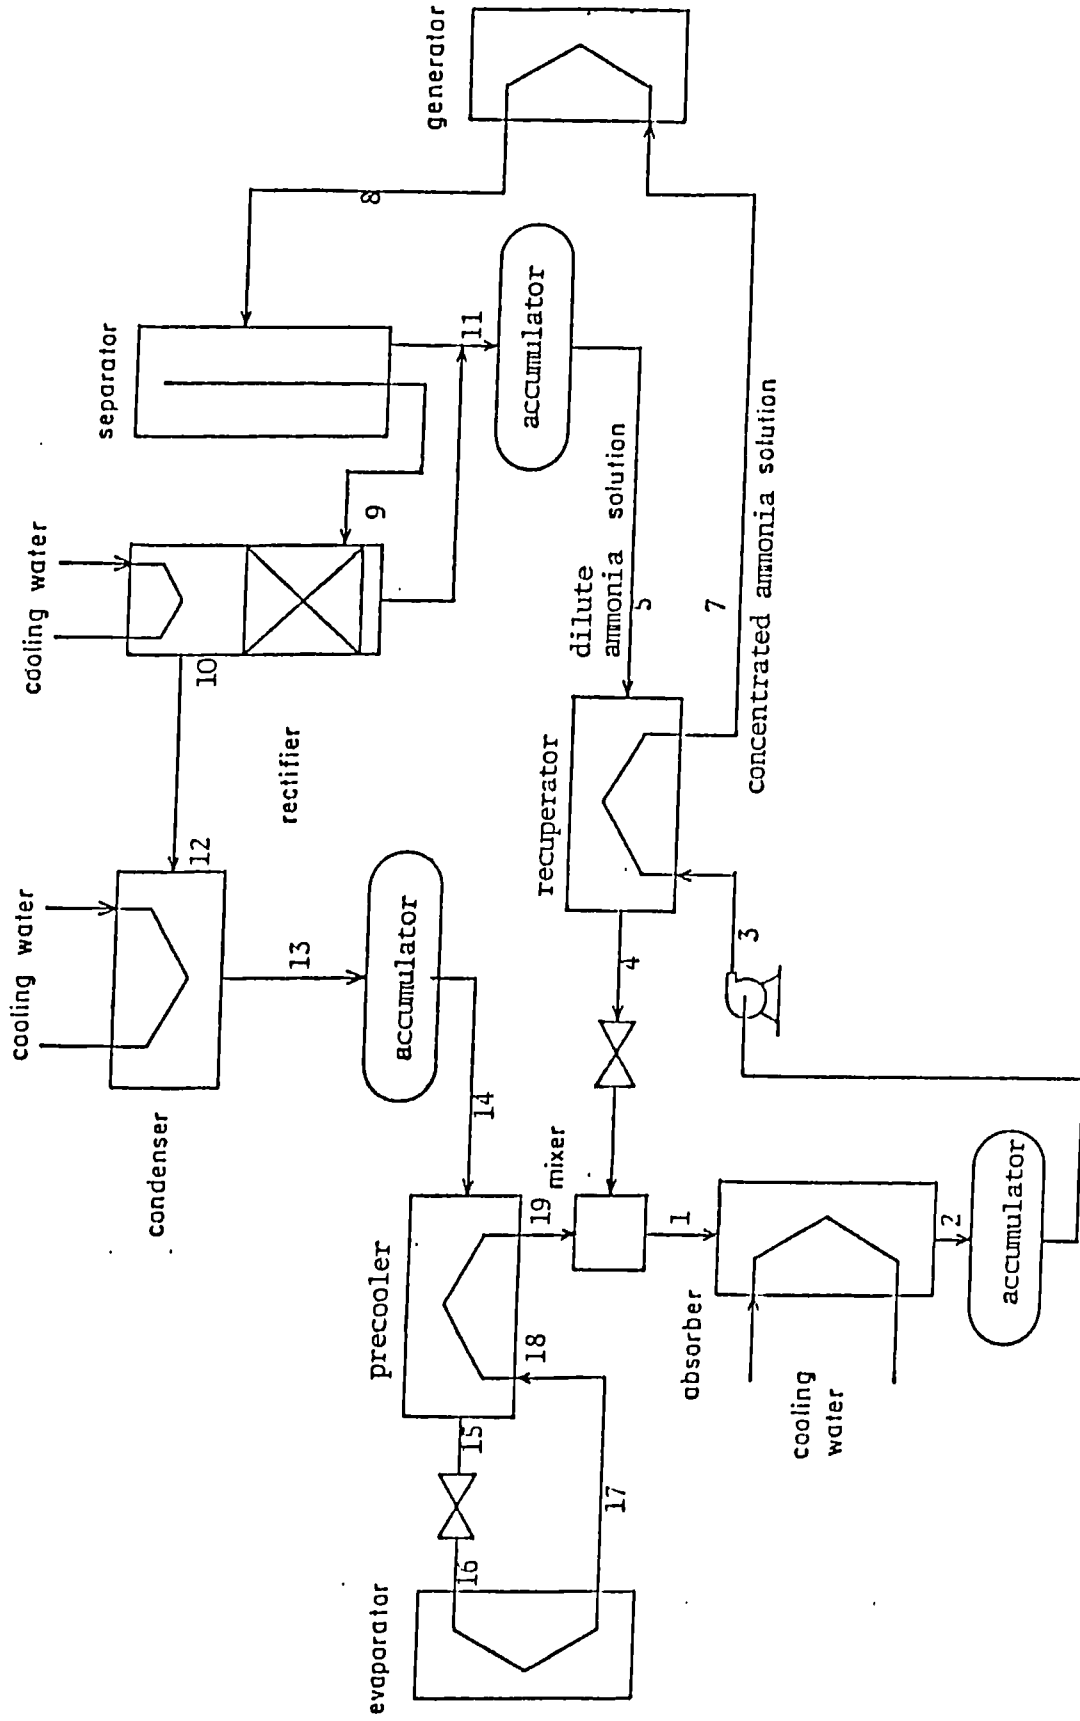 generator
8
separator
11
accumulator
cooling water
9
10
rectifier
dilute
ammonia solution
5
7
concentrated ammonia solution
cooling water
12
condenser
13
accumulator
14
recuperator
4
3
precooler
19
mixer
18
15
16
17
evaporator
1
absorber
cooling
water
2
accumulator